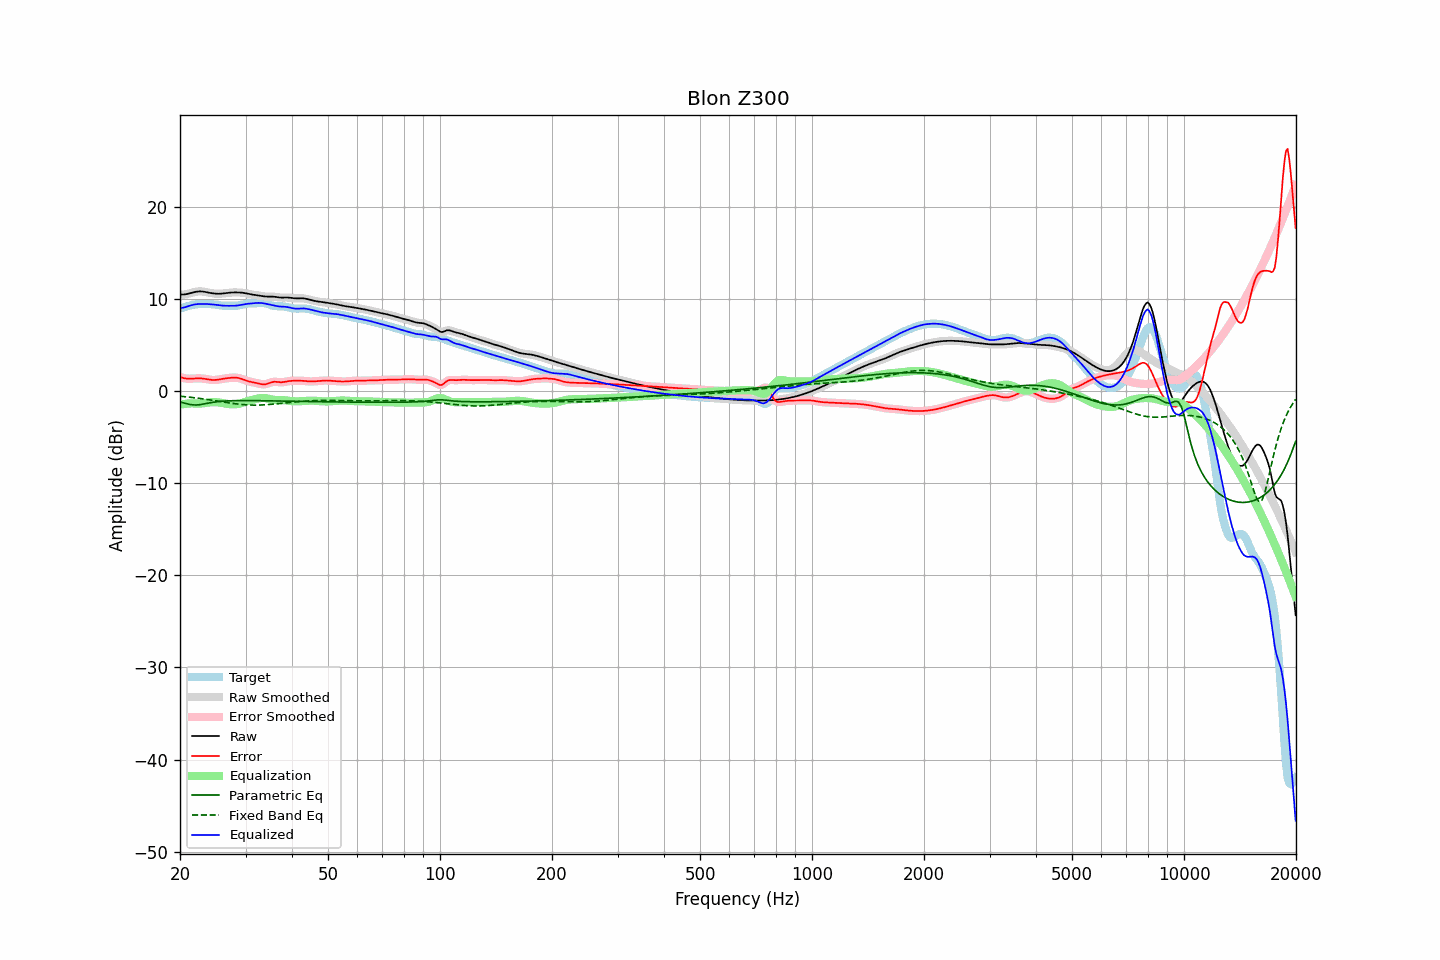 Blon Z300
20
10
0
−10
−20
−30
−40
−50
Amplitude (dBr)
Target
Raw Smoothed
Error Smoothed
Raw
Error
Equalization
Parametric Eq
Fixed Band Eq
Equalized
20 50 100 200 500 1000 2000 5000 10000 20000
Frequency (Hz)